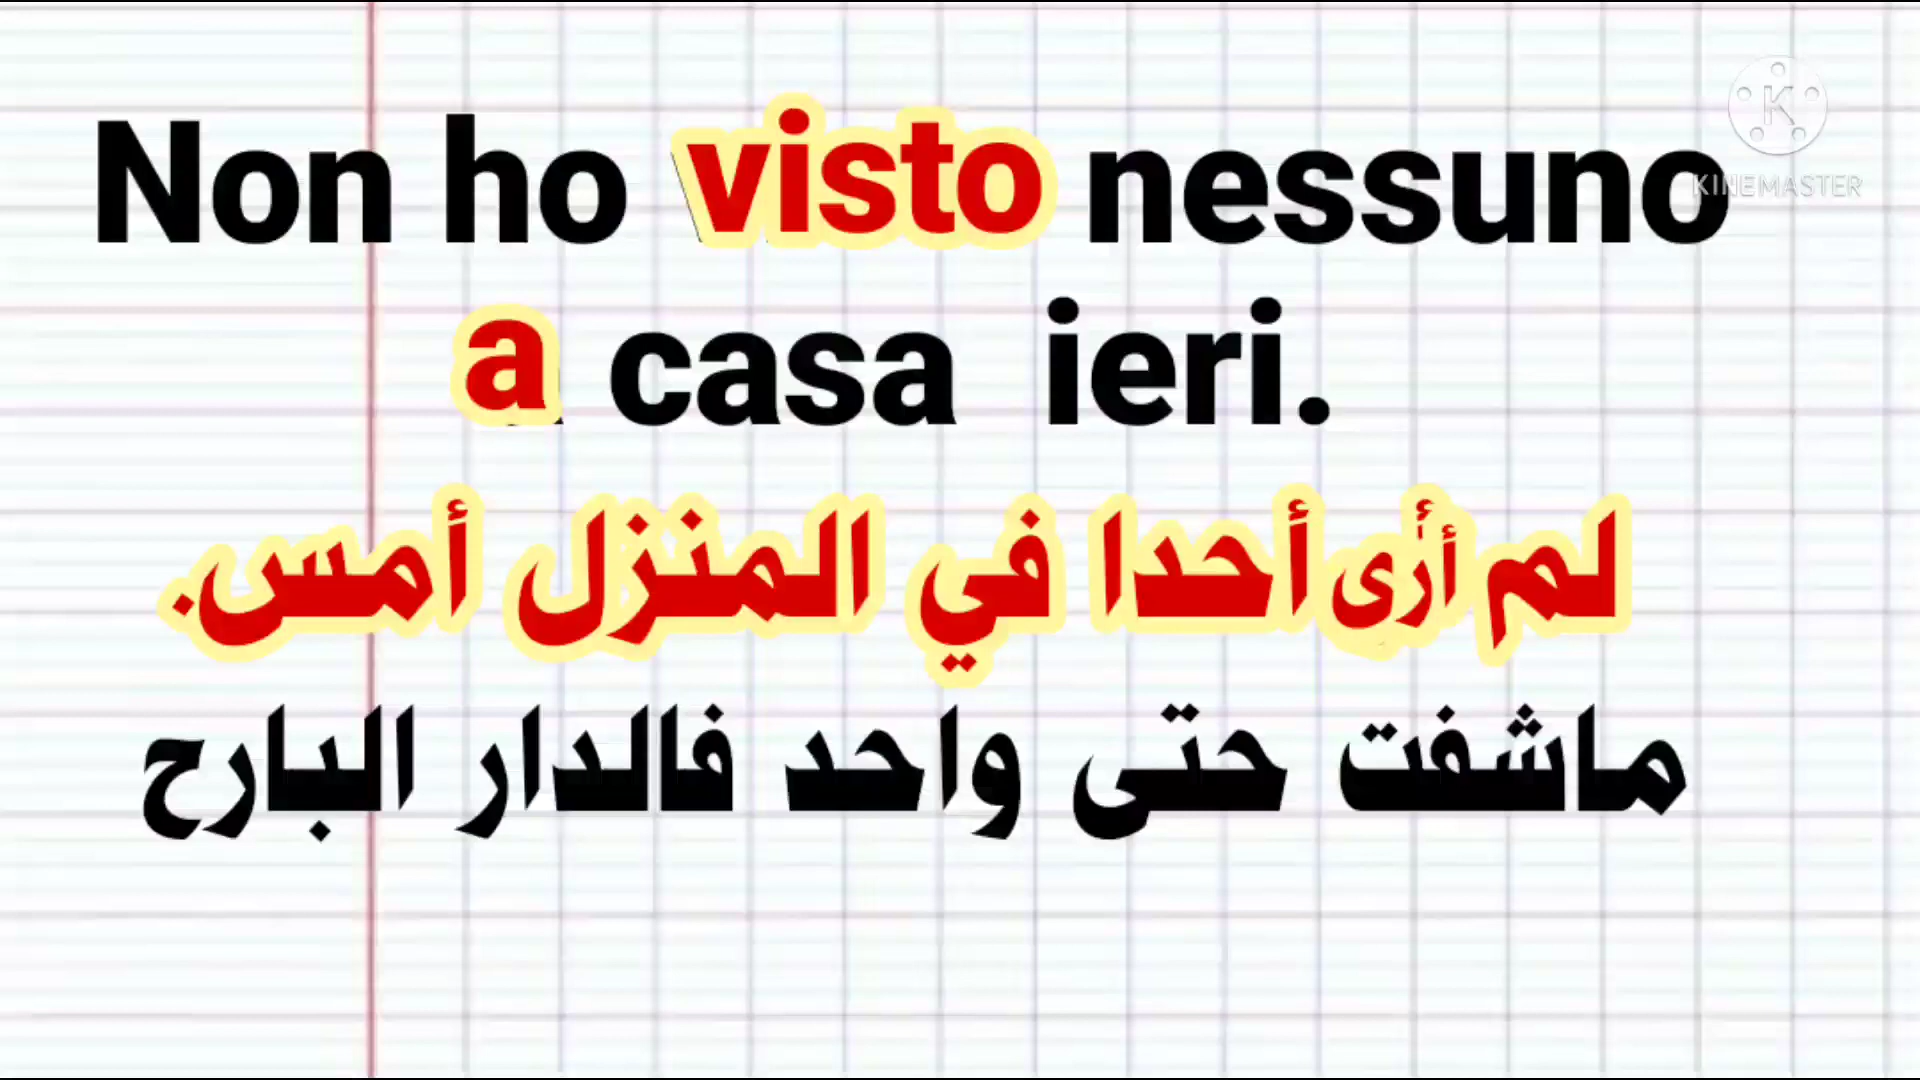 Non ho visto nessuno
a casa ieri.
لم أرى أحدا في المنزل أمس.
ماشفت حتى واحد فالدار البارح
KINEMASTER